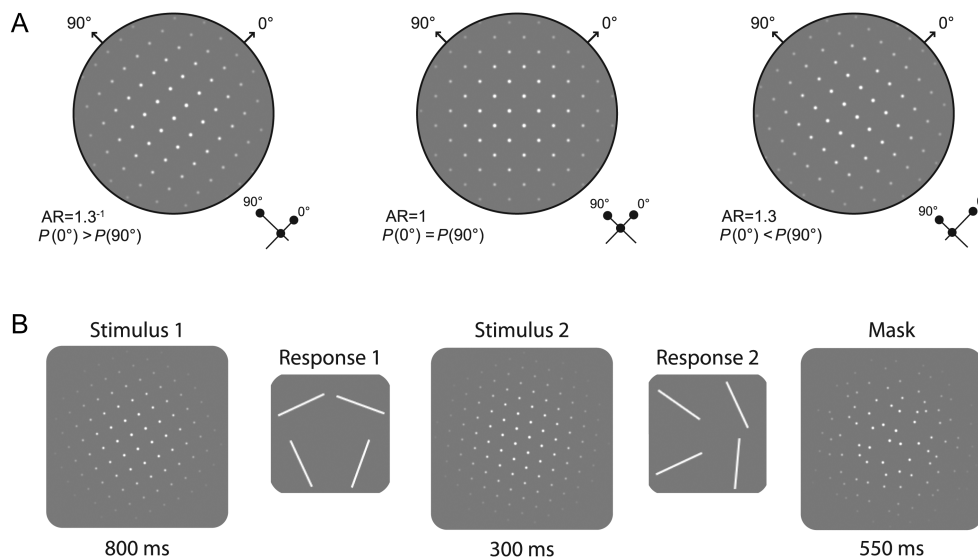 A
90° 0°
90° 0°
90° 0°
AR=1.3⁻¹
P(0°) > P(90°)
90° 0°
AR=1
P(0°) = P(90°)
90° 0°
AR=1.3
P(0°) < P(90°)
90°
B
Stimulus 1
Response 1
Stimulus 2
Response 2
Mask
800 ms
300 ms
550 ms